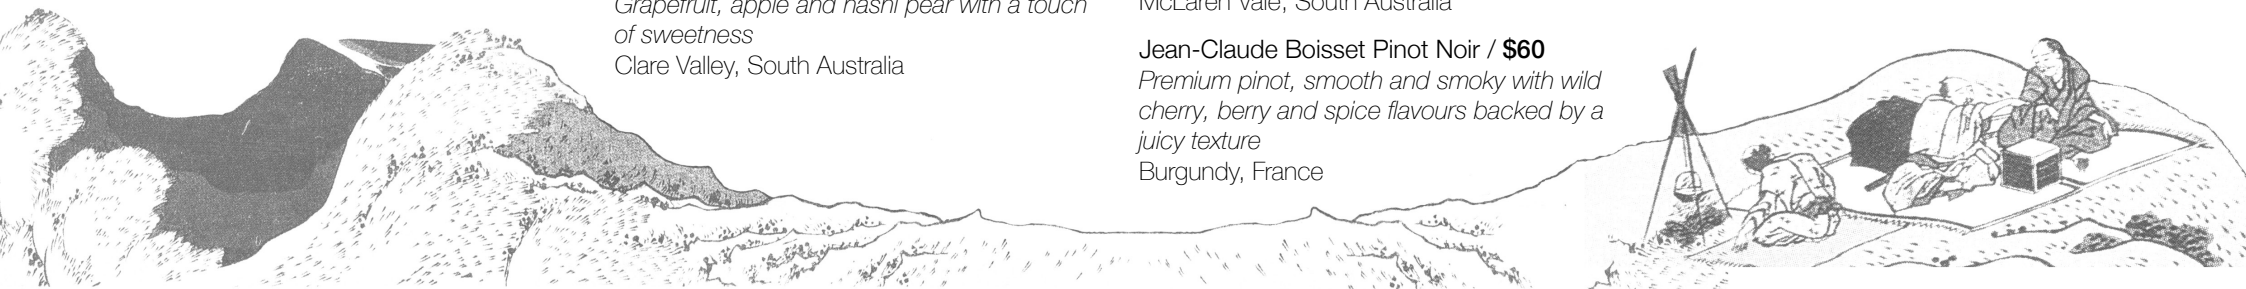 Grapefruit, apple and nashi pear with a touch
of sweetness
Clare Valley, South Australia
McLaren Vale, South Australia
Jean-Claude Boisset Pinot Noir / $60
Premium pinot, smooth and smoky with wild
cherry, berry and spice flavours backed by a
juicy texture
Burgundy, France